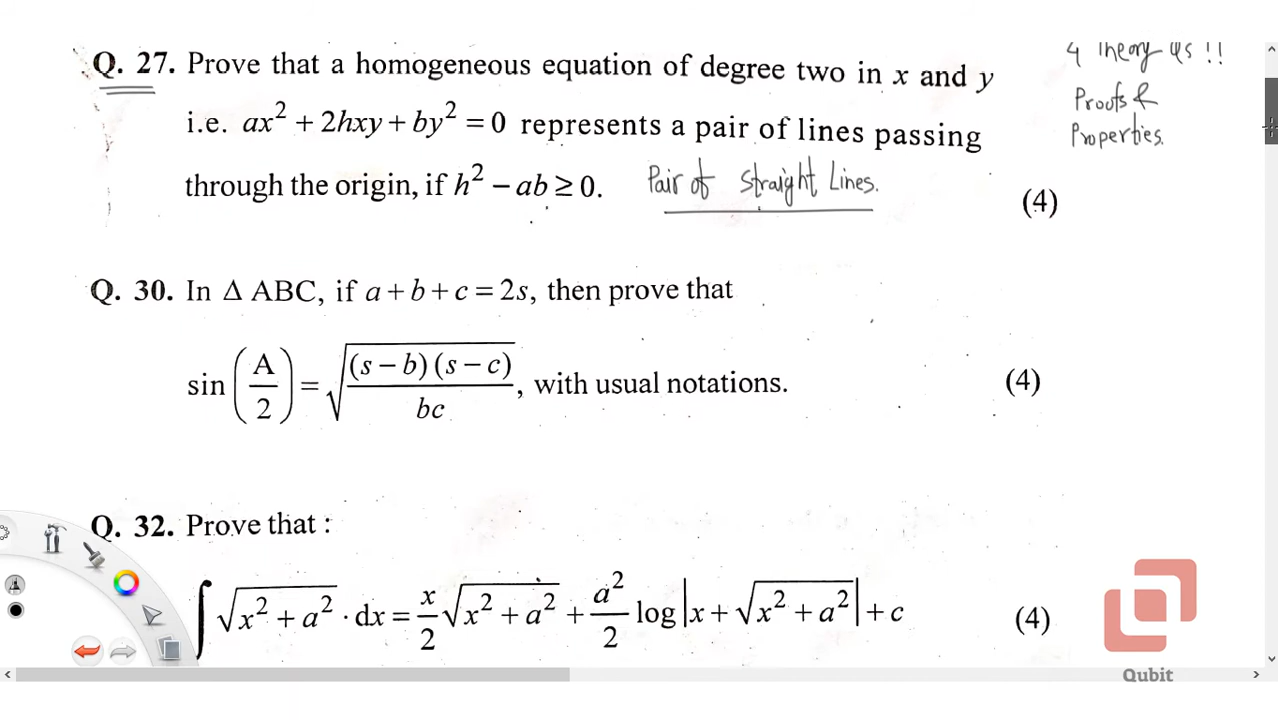 4 Theory Qs !!
Proofs &
Properties.
Q. 27. Prove that a homogeneous equation of degree two in x and y
i.e. ax² + 2hxy + by² = 0 represents a pair of lines passing
through the origin, if h² − ab ≥ 0. Pair of Straight Lines.
(4)
Q. 30. In Δ ABC, if a + b + c = 2s, then prove that
sin(A/2) = √((s − b)(s − c)/bc), with usual notations. (4)
Q. 32. Prove that :
∫√(x² + a²) · dx = x/2 √(x² + a²) + a²/2 log|x + √(x² + a²)| + c (4)
Qubit